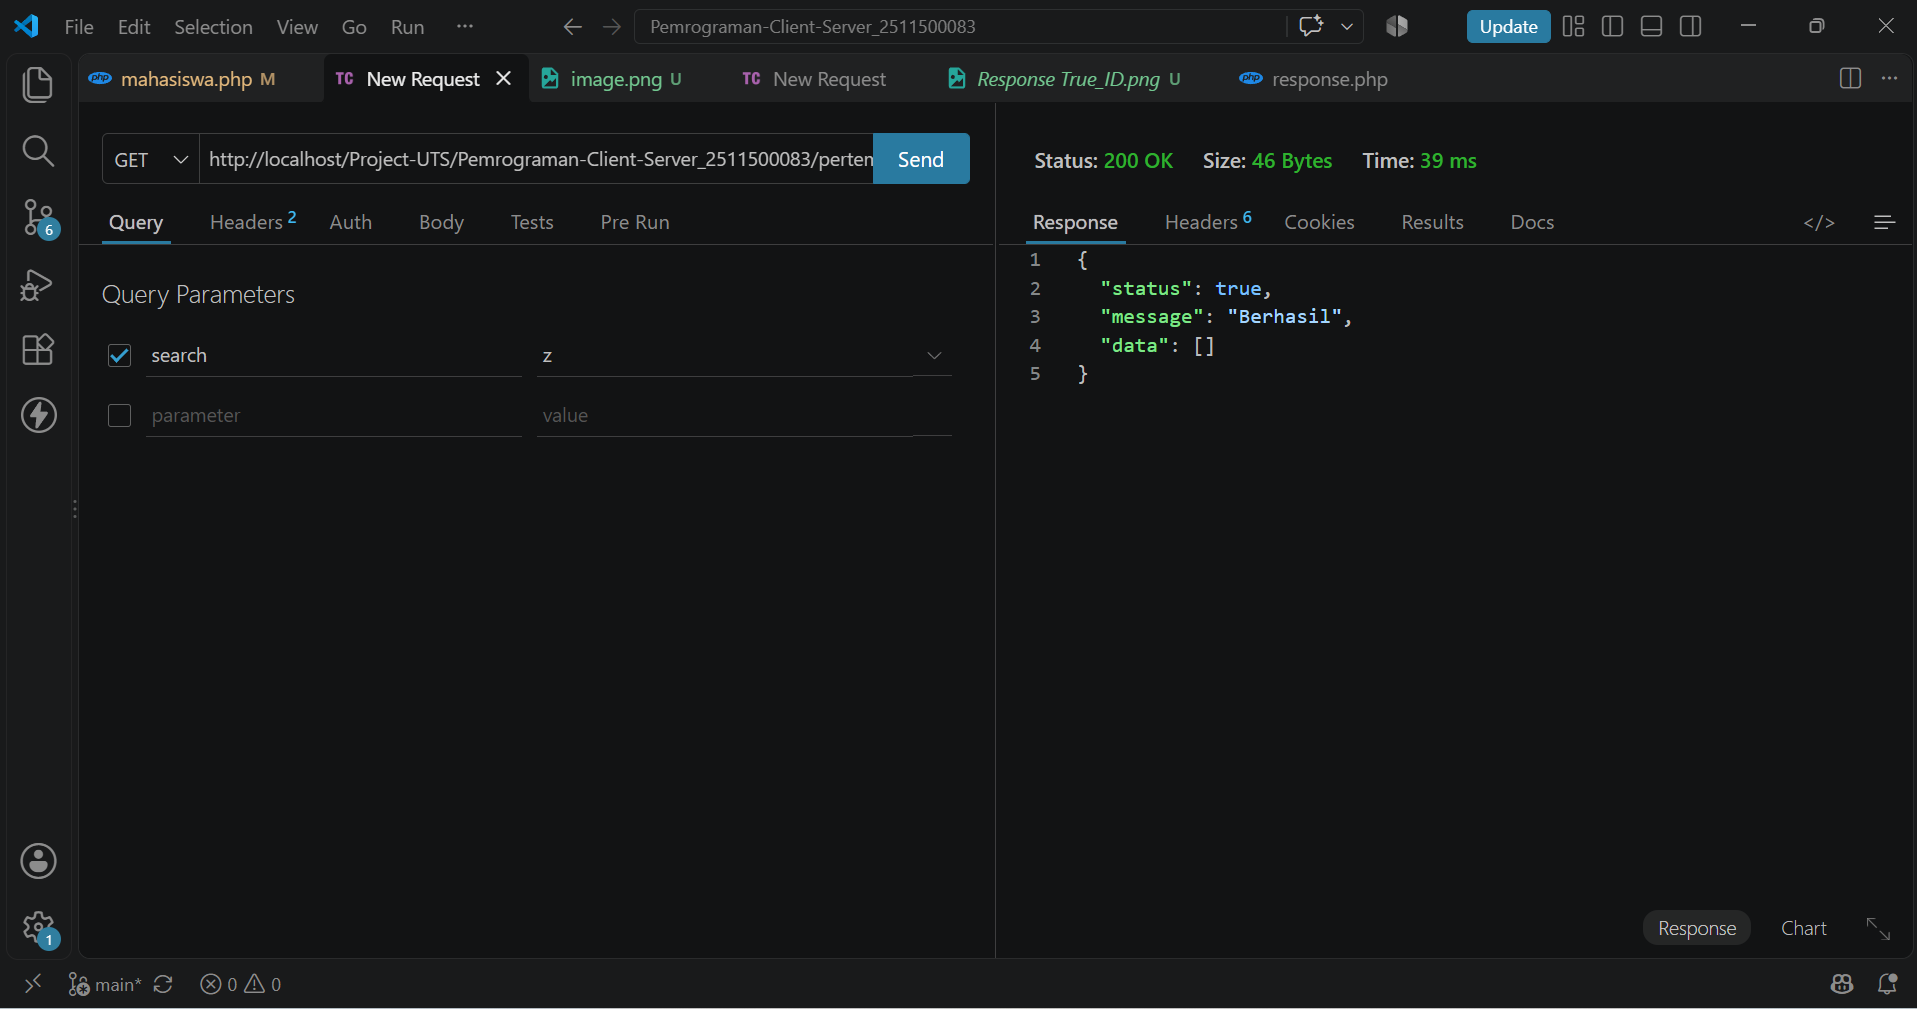 File Edit Selection View Go Run ··· Pemrograman-Client-Server_2511500083 Update
mahasiswa.php M TC New Request image.png U TC New Request Response True_ID.png U response.php ···
GET http://localhost/Project-UTS/Pemrograman-Client-Server_2511500083/pertem Send
Status: 200 OK Size: 46 Bytes Time: 39 ms
Query Headers 2 Auth Body Tests Pre Run
Response Headers 6 Cookies Results Docs </>
6
Query Parameters
search z
parameter value
1 {
2 "status": true,
3 "message": "Berhasil",
4 "data": []
5 }
Response Chart
1
main* 0 0